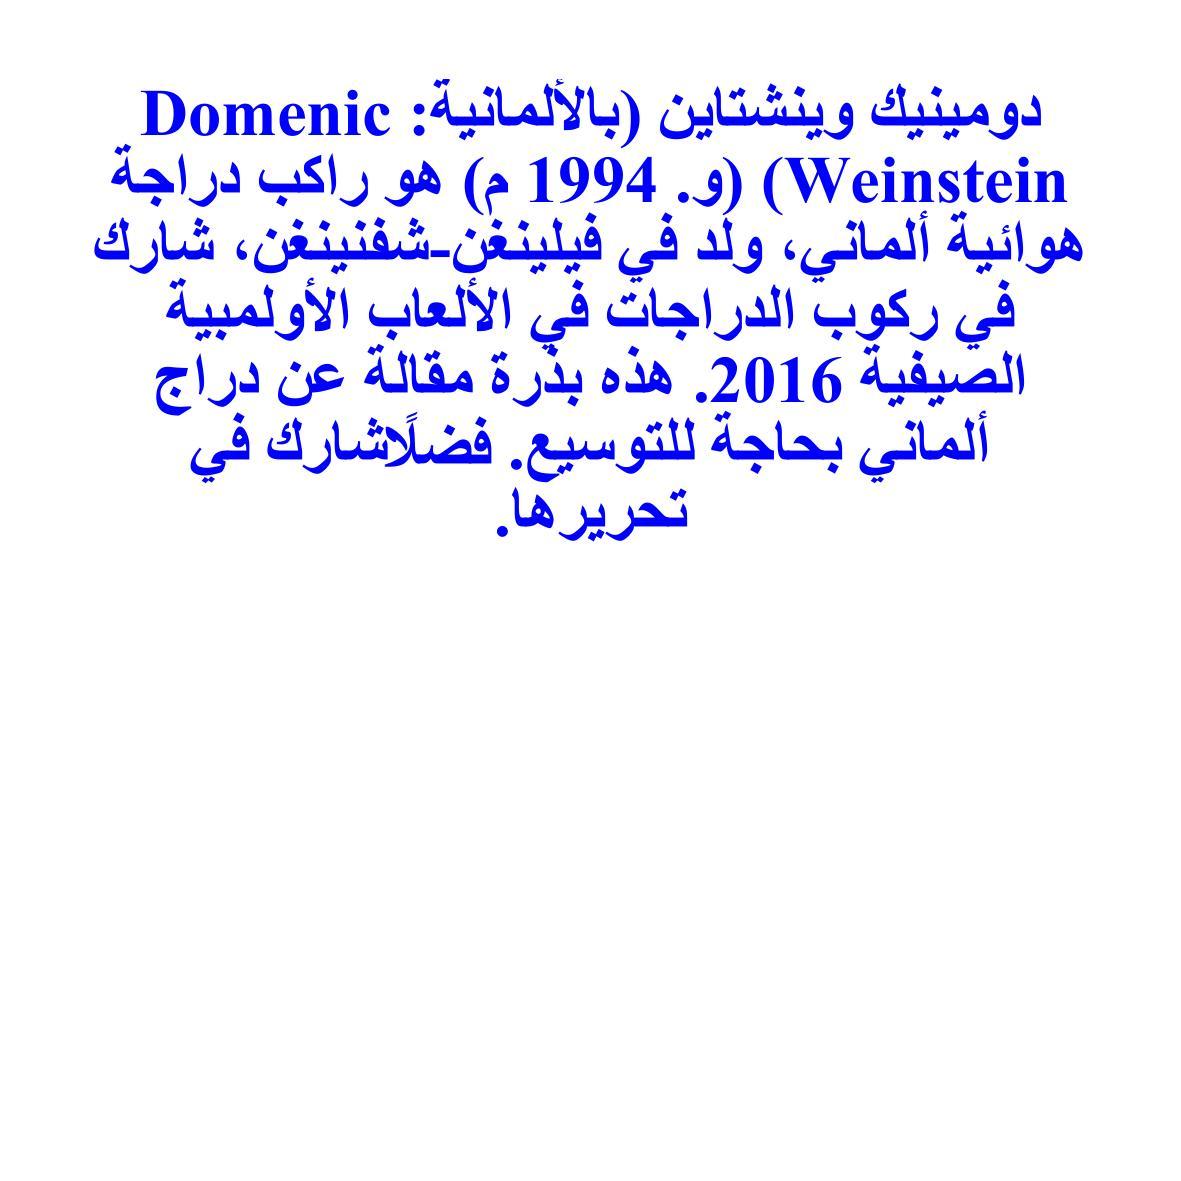 دومينيك وينشتاين (بالألمانية: Domenic
Weinstein) (و. 1994 م) هو راكب دراجة
هوائية ألماني، ولد في فيلينغن-شفنينغن، شارك
في ركوب الدراجات في الألعاب الأولمبية
الصيفية 2016. هذه بذرة مقالة عن دراج
ألماني بحاجة للتوسيع. فضلًاشارك في
تحريرها.